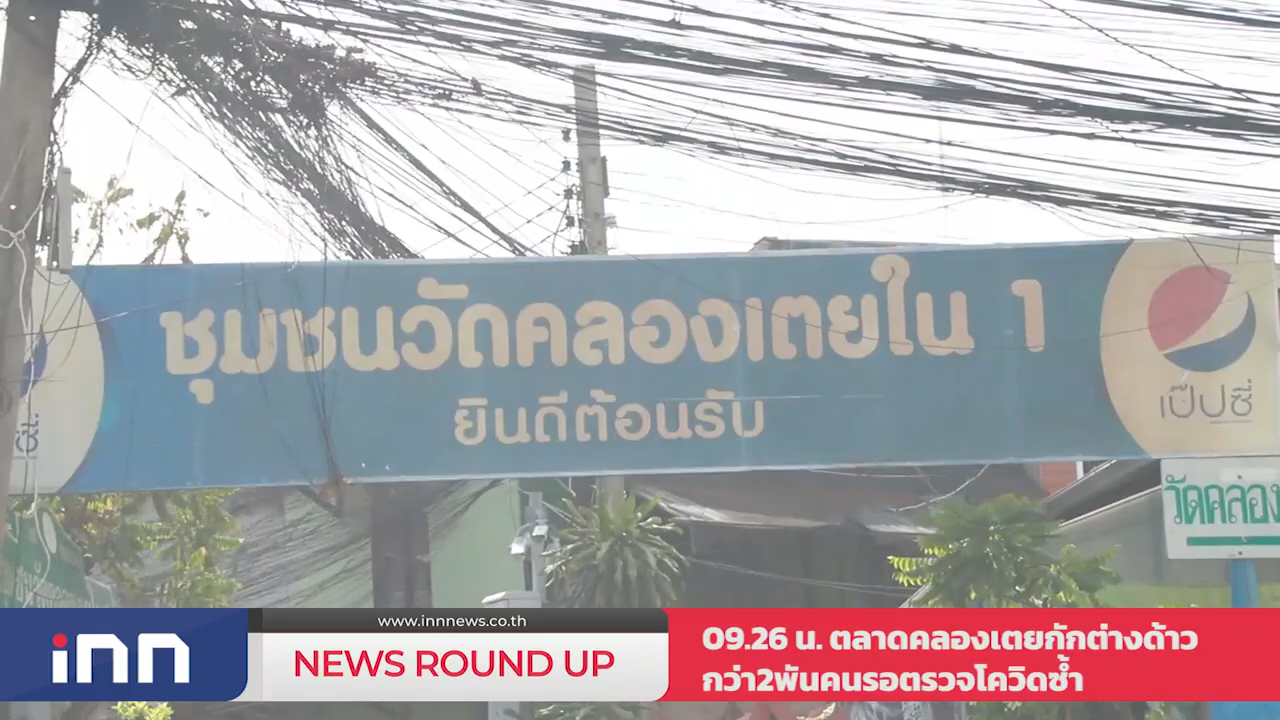 ชุมชนวัดคลองเตยใน 1
ยินดีต้อนรับ
เป๊ปซี่
วัดคลอง
inn
www.innnews.co.th
NEWS ROUND UP
09.26 น. ตลาดคลองเตยกักต่างด้าว
กว่า2พันคนรอตรวจโควิดซ้ำ